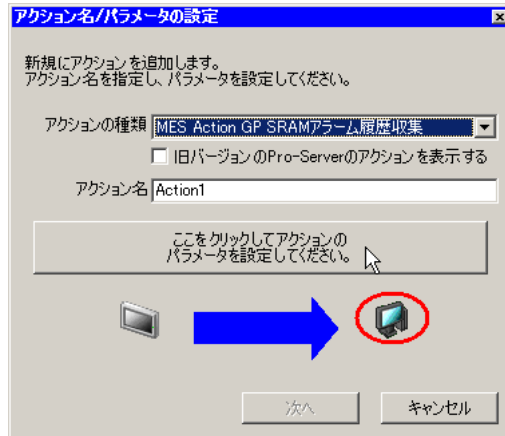 アクション名/パラメータの設定
新規にアクションを追加します。
アクション名を指定し、パラメータを設定してください。
アクションの種類 MES Action GP SRAMアラーム履歴収集
旧バージョンのPro-Serverのアクションを表示する
アクション名 Action1
ここをクリックしてアクションの
パラメータを設定してください。
次へ キャンセル